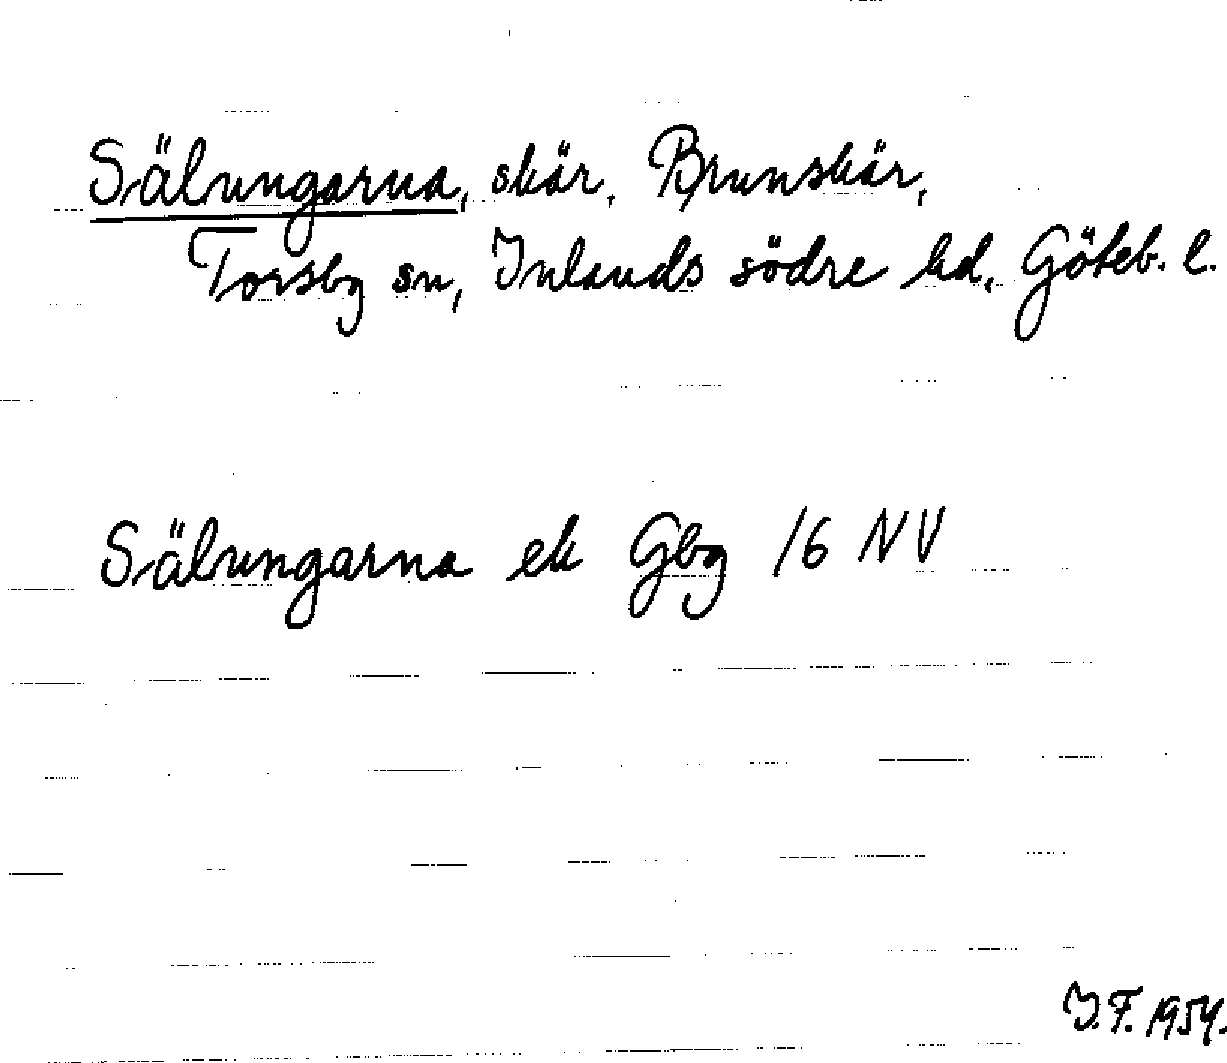 Sälungarna, skär, Brunskär,
Torsby sn, Inlands södre hd, Göteb. l.
Sälungarna ek Gbg 16 NV
I.F. 1954.